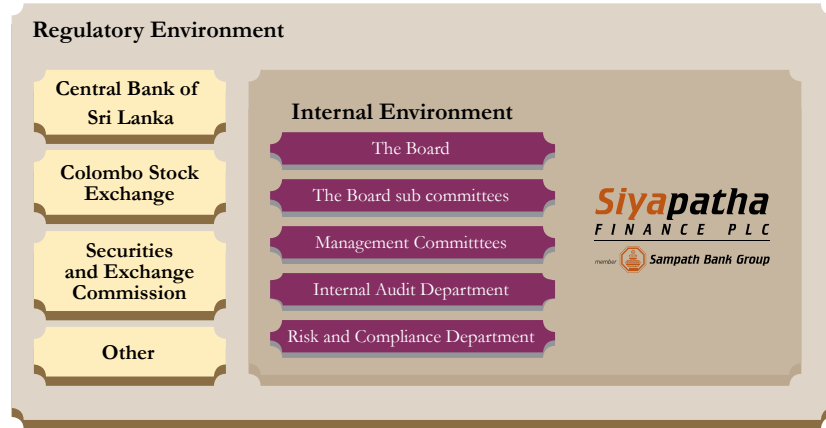 Regulatory Environment
Central Bank of
Sri Lanka
Colombo Stock
Exchange
Securities
and Exchange
Commission
Other
Internal Environment
The Board
The Board sub committees
Management Committtees
Internal Audit Department
Risk and Compliance Department
Siyapatha
FINANCE PLC
member Sampath Bank Group